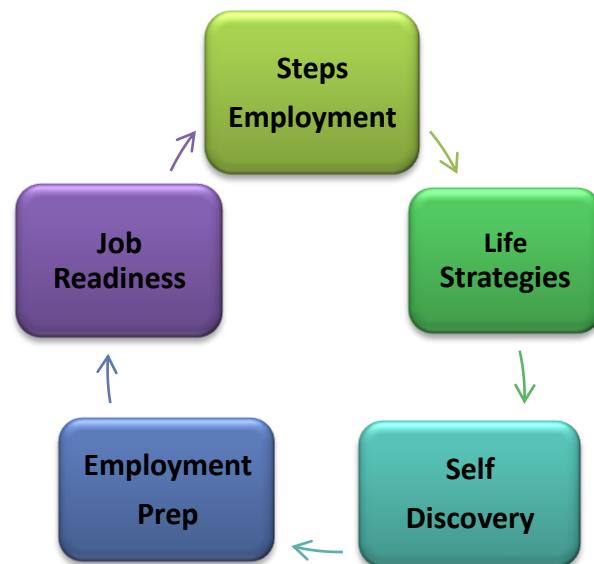 Steps
Employment
Life
Strategies
Self
Discovery
Employment
Prep
Job
Readiness